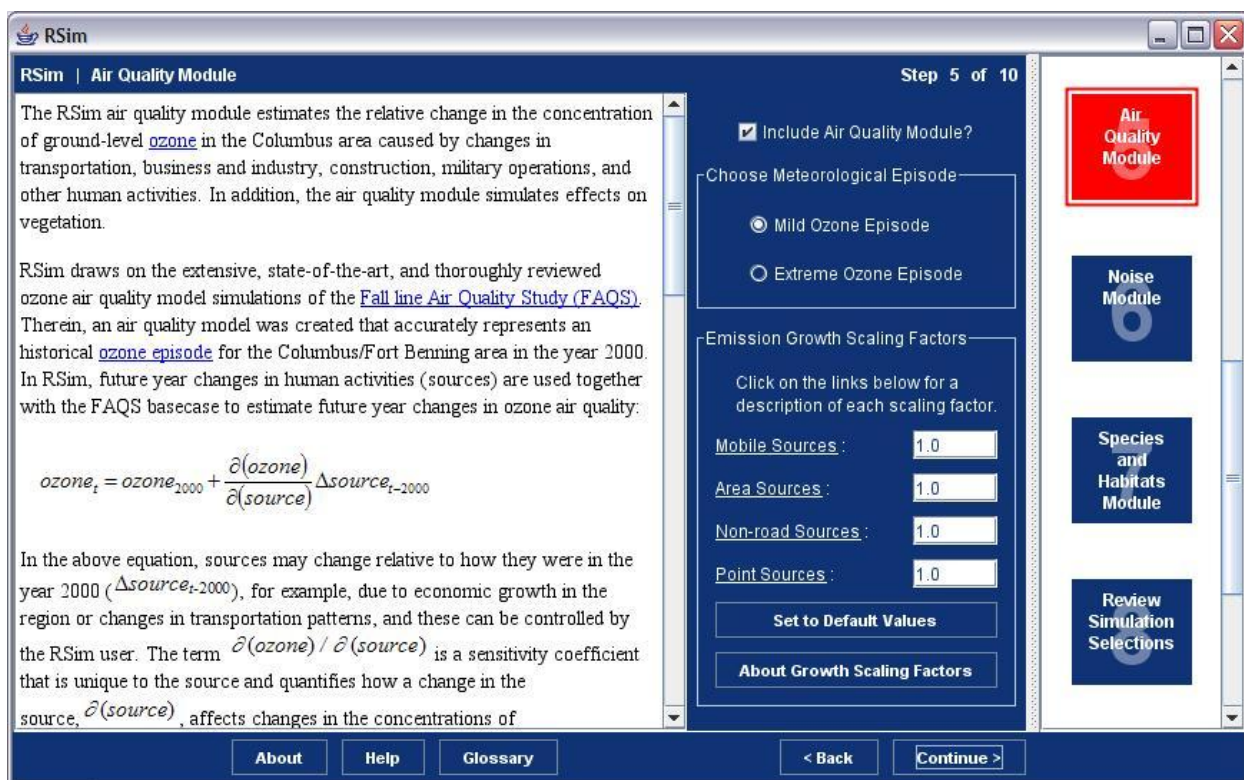 RSim
RSim | Air Quality Module
Step 5 of 10
The RSim air quality module estimates the relative change in the concentration
of ground-level ozone in the Columbus area caused by changes in
transportation, business and industry, construction, military operations, and
other human activities. In addition, the air quality module simulates effects on
vegetation.
RSim draws on the extensive, state-of-the-art, and thoroughly reviewed
ozone air quality model simulations of the Fall line Air Quality Study (FAQS).
Therein, an air quality model was created that accurately represents an
historical ozone episode for the Columbus/Fort Benning area in the year 2000.
In RSim, future year changes in human activities (sources) are used together
with the FAQS basecase to estimate future year changes in ozone air quality:
ozone_t = ozone_2000 + ∂(ozone)/∂(source) Δsource_t-2000
In the above equation, sources may change relative to how they were in the
year 2000 (Δsource_t-2000), for example, due to economic growth in the
region or changes in transportation patterns, and these can be controlled by
the RSim user. The term ∂(ozone) / ∂(source) is a sensitivity coefficient
that is unique to the source and quantifies how a change in the
source, ∂(source), affects changes in the concentrations of
Include Air Quality Module?
Choose Meteorological Episode
Mild Ozone Episode
Extreme Ozone Episode
Emission Growth Scaling Factors
Click on the links below for a
description of each scaling factor.
Mobile Sources : 1.0
Area Sources : 1.0
Non-road Sources : 1.0
Point Sources : 1.0
Set to Default Values
About Growth Scaling Factors
5
Air
Quality
Module
6
Noise
Module
7
Species
and
Habitats
Module
8
Review
Simulation
Selections
About
Help
Glossary
< Back
Continue >